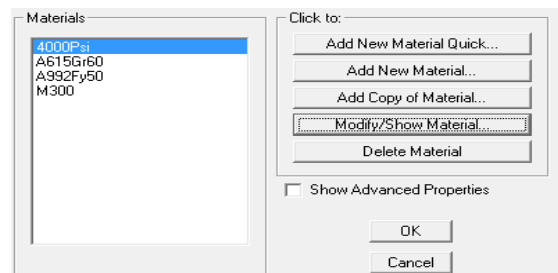 Materials
4000Psi
A615Gr60
A992Fy50
M300
Click to:
Add New Material Quick...
Add New Material...
Add Copy of Material...
Modify/Show Material...
Delete Material
Show Advanced Properties
OK
Cancel